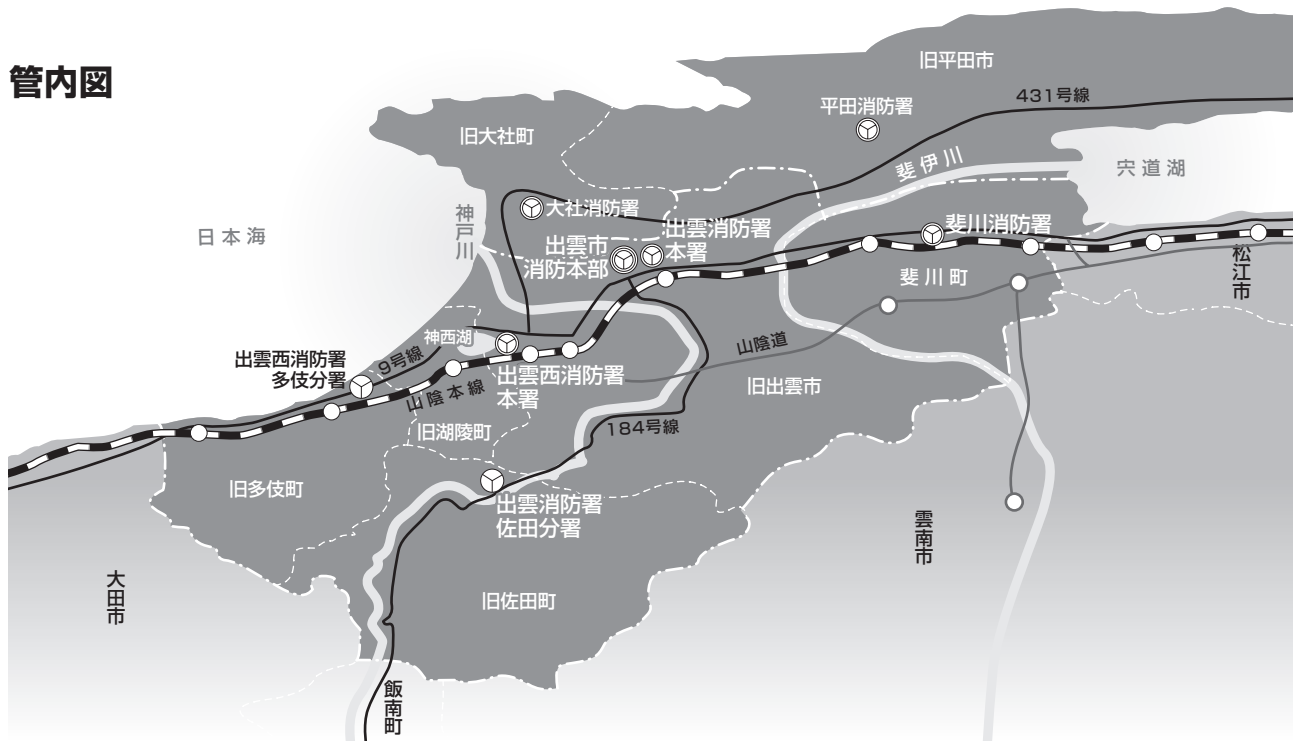 管内図
旧平田市
431号線
平田消防署
旧大社町
斐伊川
宍道湖
神戸川
大社消防署
出雲消防署
本署
斐川消防署
日本海
出雲市
消防本部
松江市
斐川町
神西湖
山陰道
出雲西消防署
多伎分署
9号線
山陰本線
出雲西消防署
本署
旧出雲市
旧湖陵町
184号線
旧多伎町
出雲消防署
佐田分署
雲南市
大田市
旧佐田町
飯南町